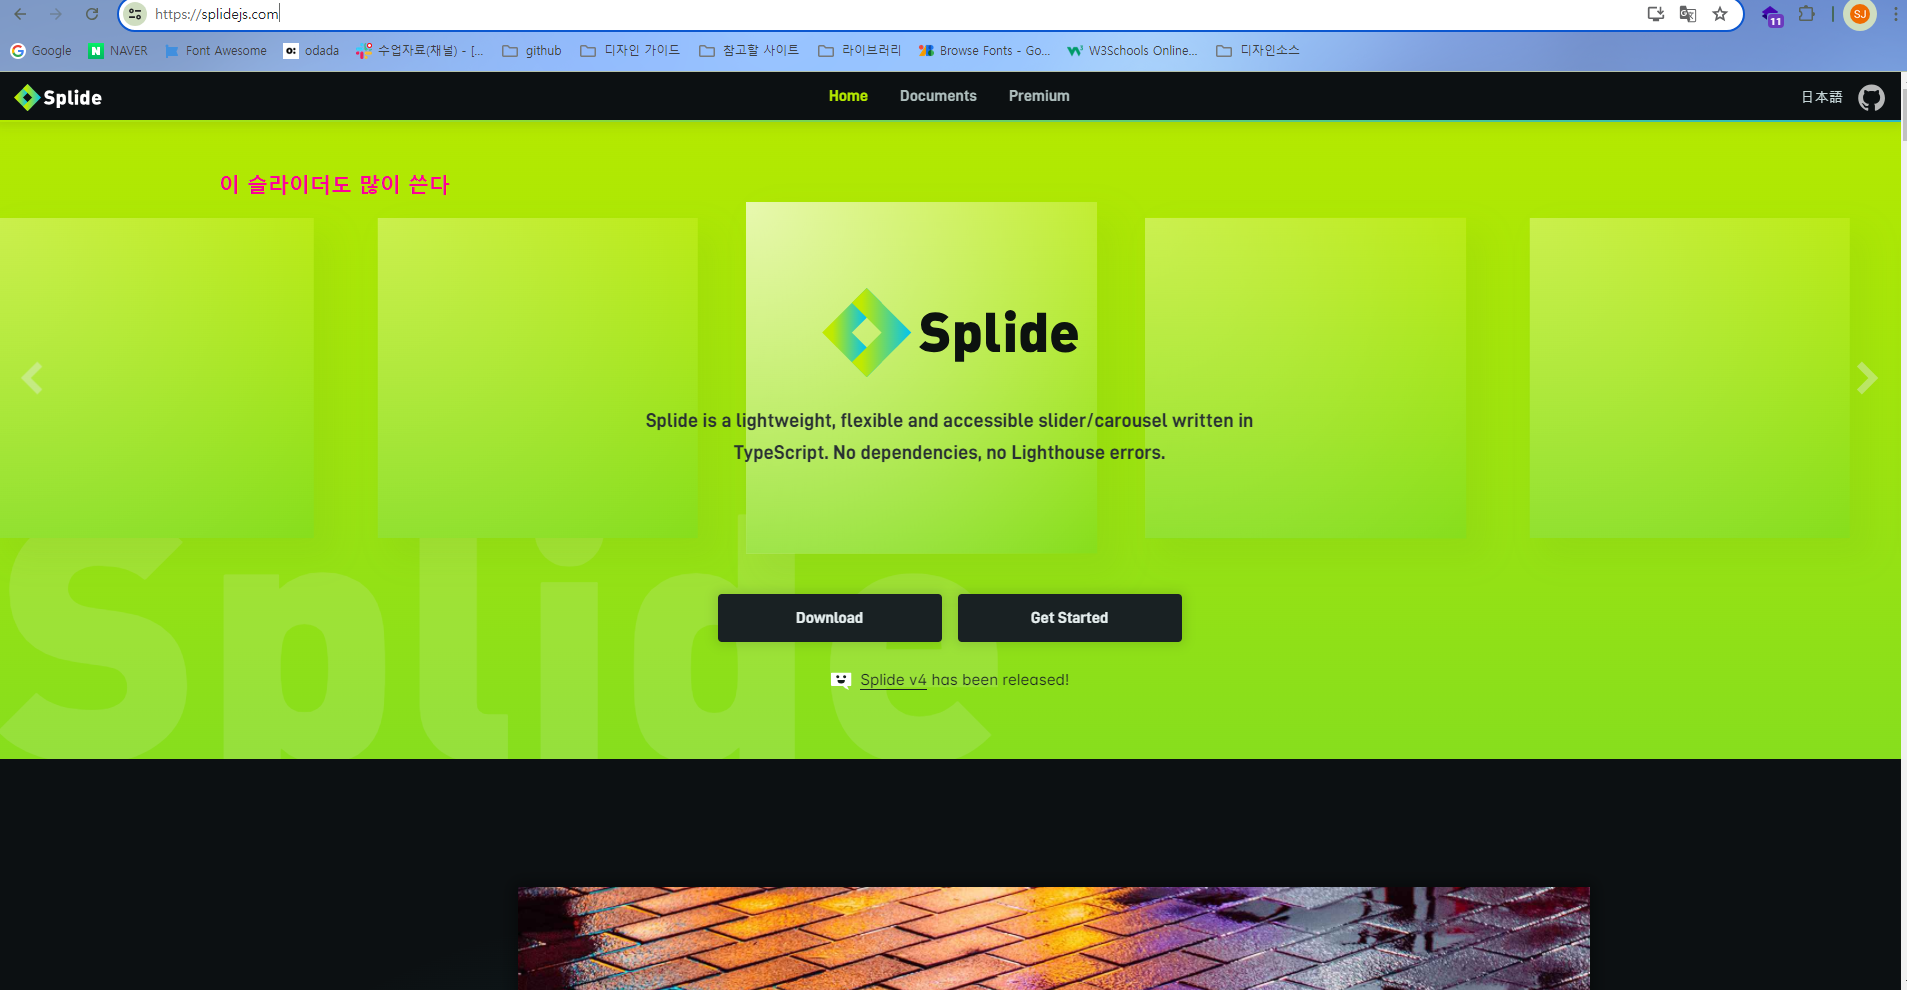 https://splidejs.com
SJ
11
Google
NAVER
Font Awesome
odada
수업자료(채널) - [...
github
디자인 가이드
참고할 사이트
라이브러리
Browse Fonts - Go...
W3Schools Online...
디자인소스
Splide
Home
Documents
Premium
日本語
이 슬라이더도 많이 쓴다
Splide
Splide is a lightweight, flexible and accessible slider/carousel written in
TypeScript. No dependencies, no Lighthouse errors.
Splide
Download
Get Started
Splide v4 has been released!